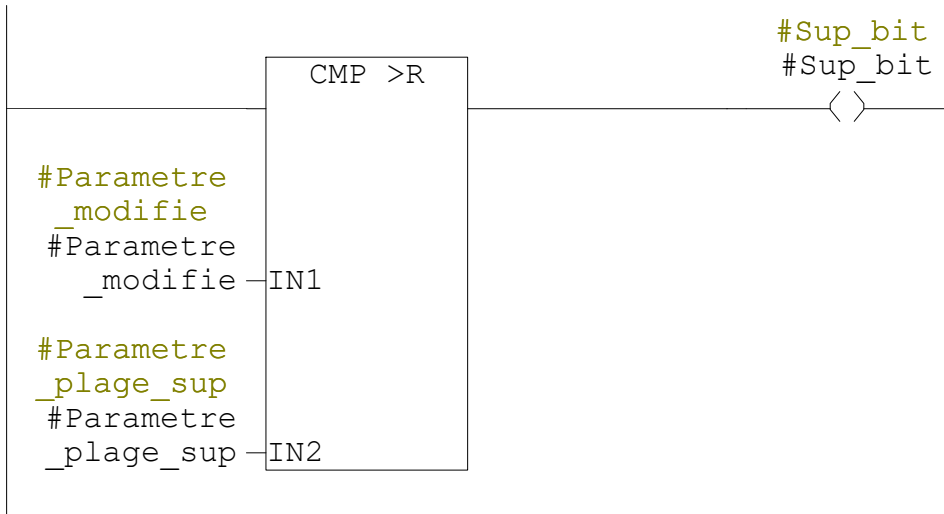 #Sup_bit
#Sup_bit
CMP >R
#Parametre
_modifie
#Parametre
_modifie
IN1
#Parametre
_plage_sup
#Parametre
_plage_sup
IN2